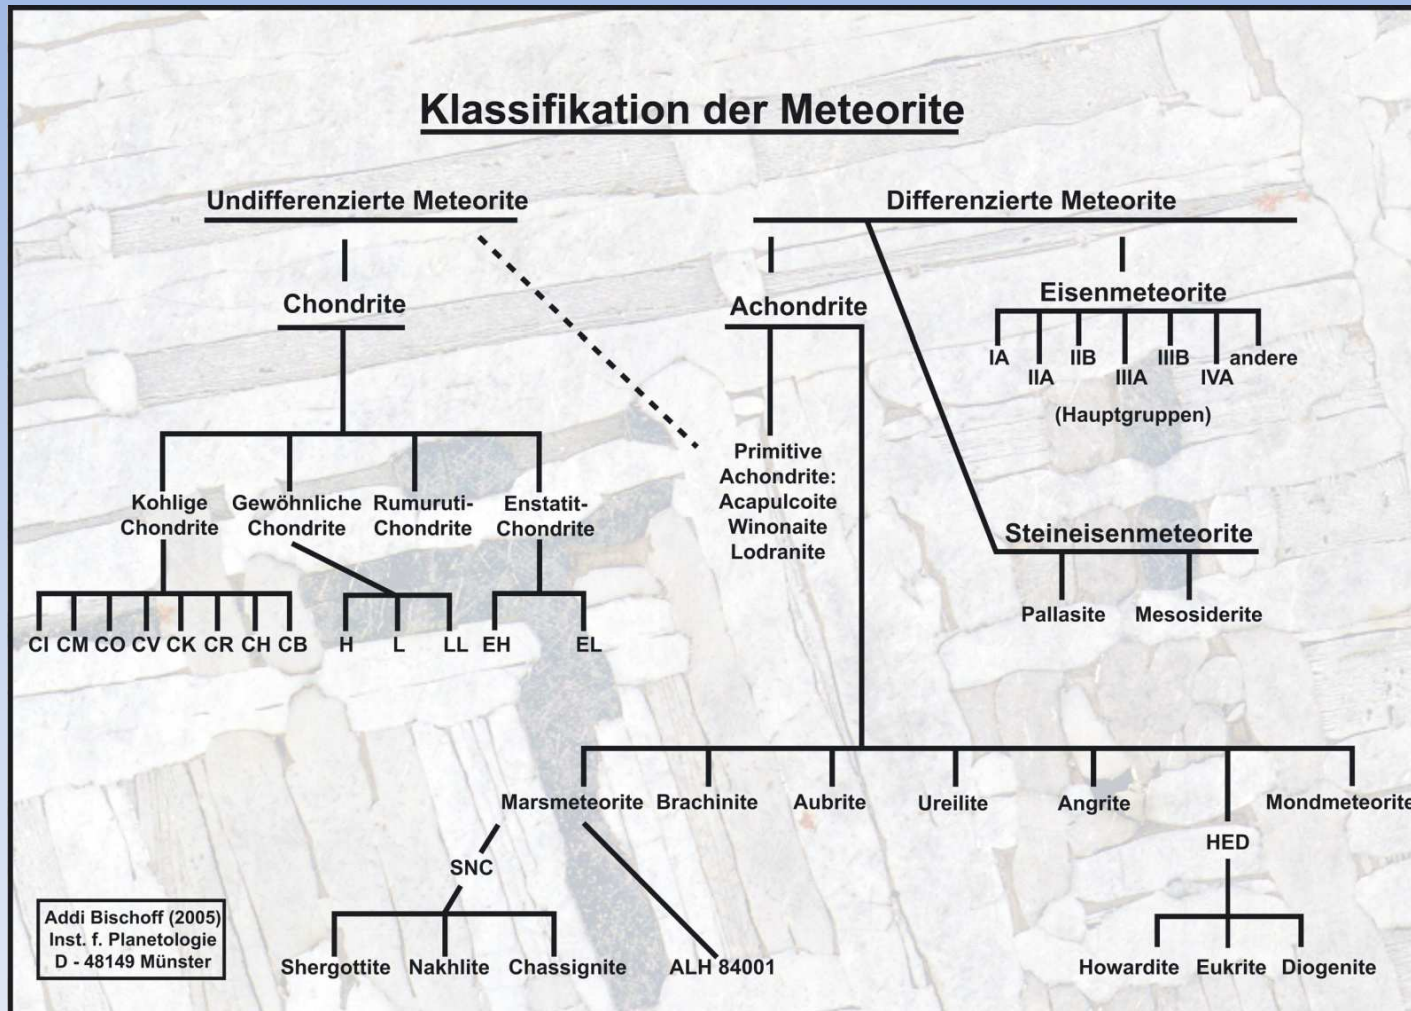 Klassifikation der Meteorite
Undifferenzierte Meteorite
Differenzierte Meteorite
Chondrite
Achondrite
Eisenmeteorite
IA
IIA
IIB
IIIA
IIIB
IVA
andere
(Hauptgruppen)
Primitive
Achondrite:
Acapulcoite
Winonaite
Lodranite
Kohlige
Chondrite
Gewöhnliche
Chondrite
Rumuruti-
Chondrite
Enstatit-
Chondrite
Steineisenmeteorite
Pallasite
Mesosiderite
CI CM CO CV CK CR CH CB
H L LL
EH EL
Marsmeteorite
Brachinite
Aubrite
Ureilite
Angrite
HED
Mondmeteorite
SNC
Shergottite
Nakhlite
Chassignite
ALH 84001
Howardite
Eukrite
Diogenite
Addi Bischoff (2005)
Inst. f. Planetologie
D - 48149 Münster